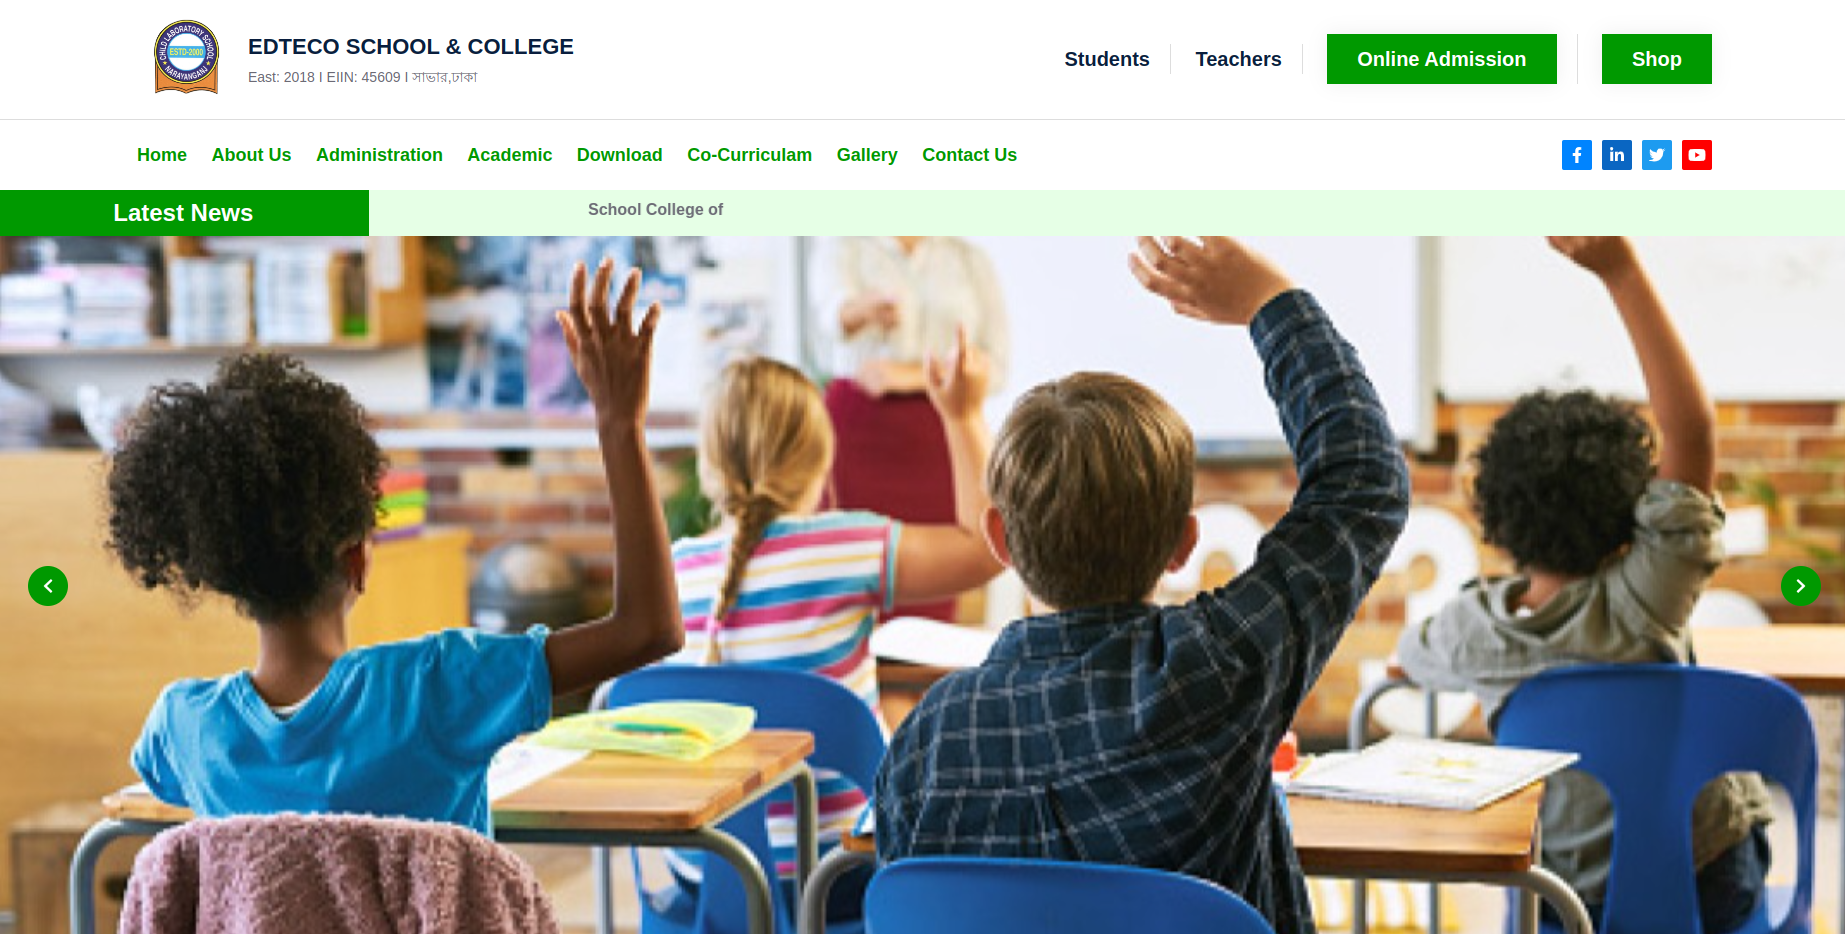 CHILD LABORATORY SCHOOL
ESTD-2000
NARAYANGANJ
EDTECO SCHOOL & COLLEGE
East: 2018 I EIIN: 45609 I সাভার,ঢাকা
Students
Teachers
Online Admission
Shop
Home About Us Administration Academic Download Co-Curriculam Gallery Contact Us
Latest News
School College of